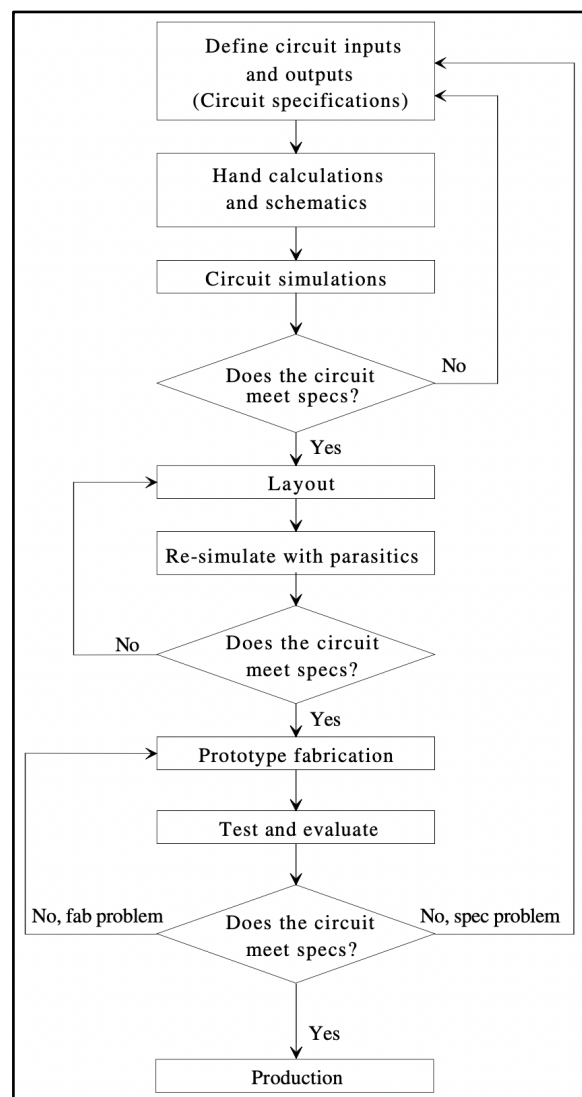 Define circuit inputs
and outputs
(Circuit specifications)
Hand calculations
and schematics
Circuit simulations
Does the circuit
meet specs?
No
Yes
Layout
Re-simulate with parasitics
Does the circuit
meet specs?
No
Yes
Prototype fabrication
Test and evaluate
No, fab problem
Does the circuit
meet specs?
No, spec problem
Yes
Production